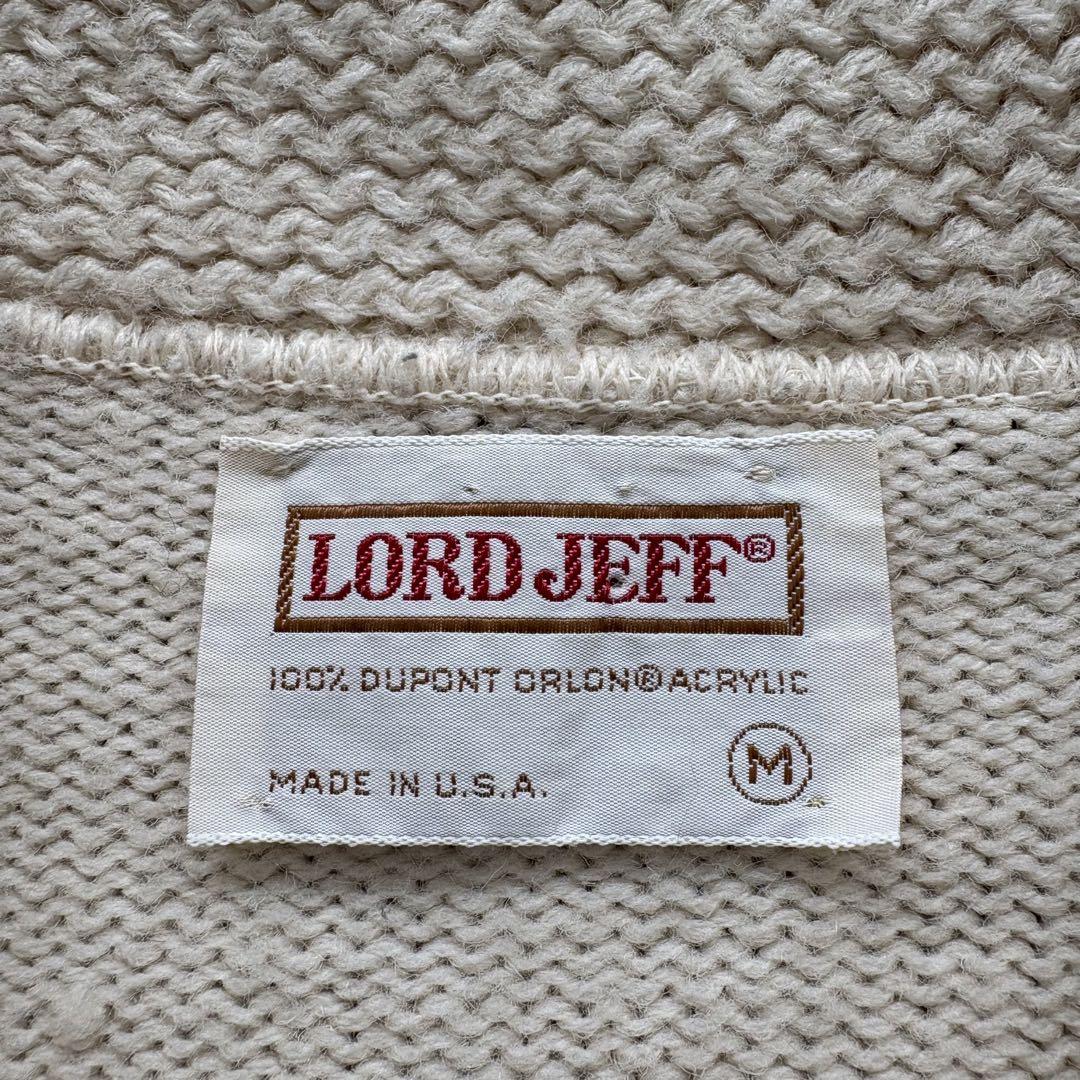 LORD JEFF®
100% DUPONT ORLON® ACRYLIC
M
MADE IN U.S.A.